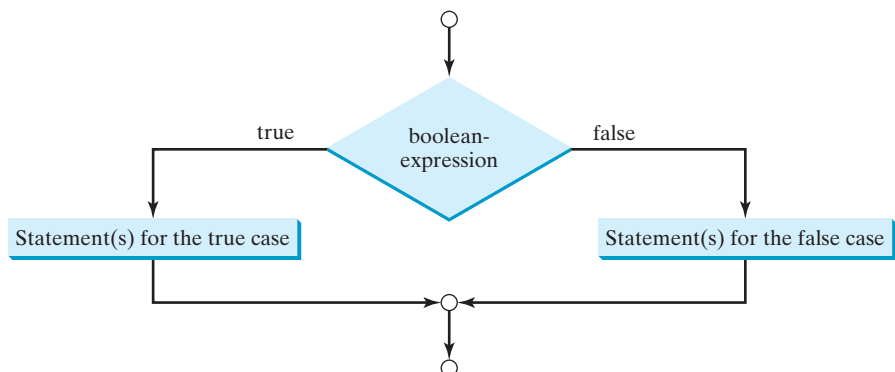 true
boolean-
expression
false
Statement(s) for the true case
Statement(s) for the false case